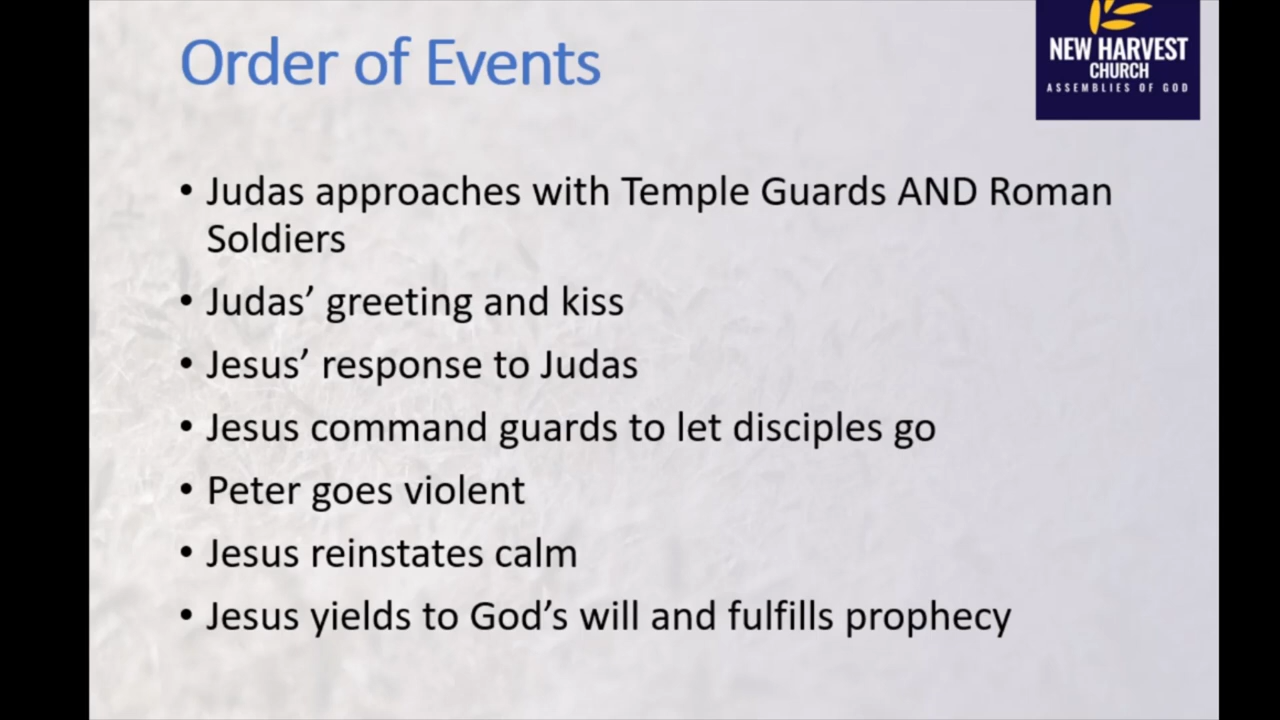 Order of Events
NEW HARVEST
CHURCH
ASSEMBLIES OF GOD
• Judas approaches with Temple Guards AND Roman
Soldiers
• Judas’ greeting and kiss
• Jesus’ response to Judas
• Jesus command guards to let disciples go
• Peter goes violent
• Jesus reinstates calm
• Jesus yields to God’s will and fulfills prophecy